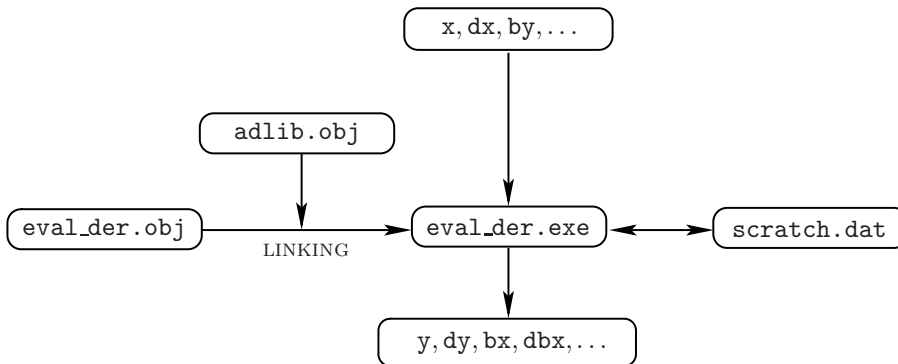 x, dx, by, ...
adlib.obj
eval_der.obj
eval_der.exe
scratch.dat
LINKING
y, dy, bx, dbx, ...